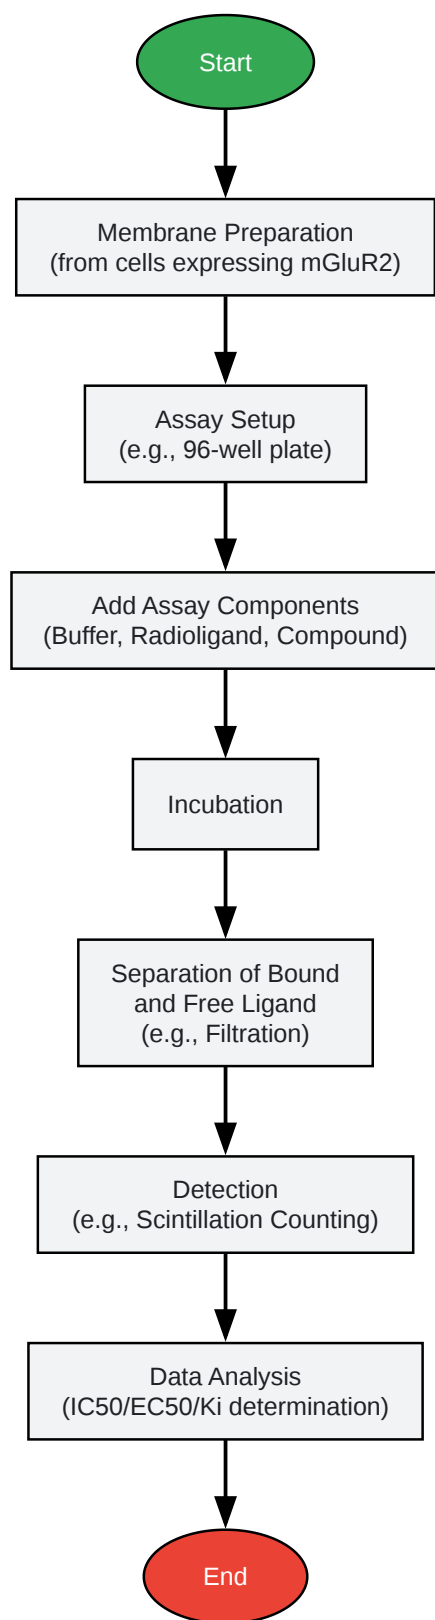 Start
Membrane Preparation
(from cells expressing mGluR2)
Assay Setup
(e.g., 96-well plate)
Add Assay Components
(Buffer, Radioligand, Compound)
Incubation
Separation of Bound
and Free Ligand
(e.g., Filtration)
Detection
(e.g., Scintillation Counting)
Data Analysis
(IC50/EC50/Ki determination)
End